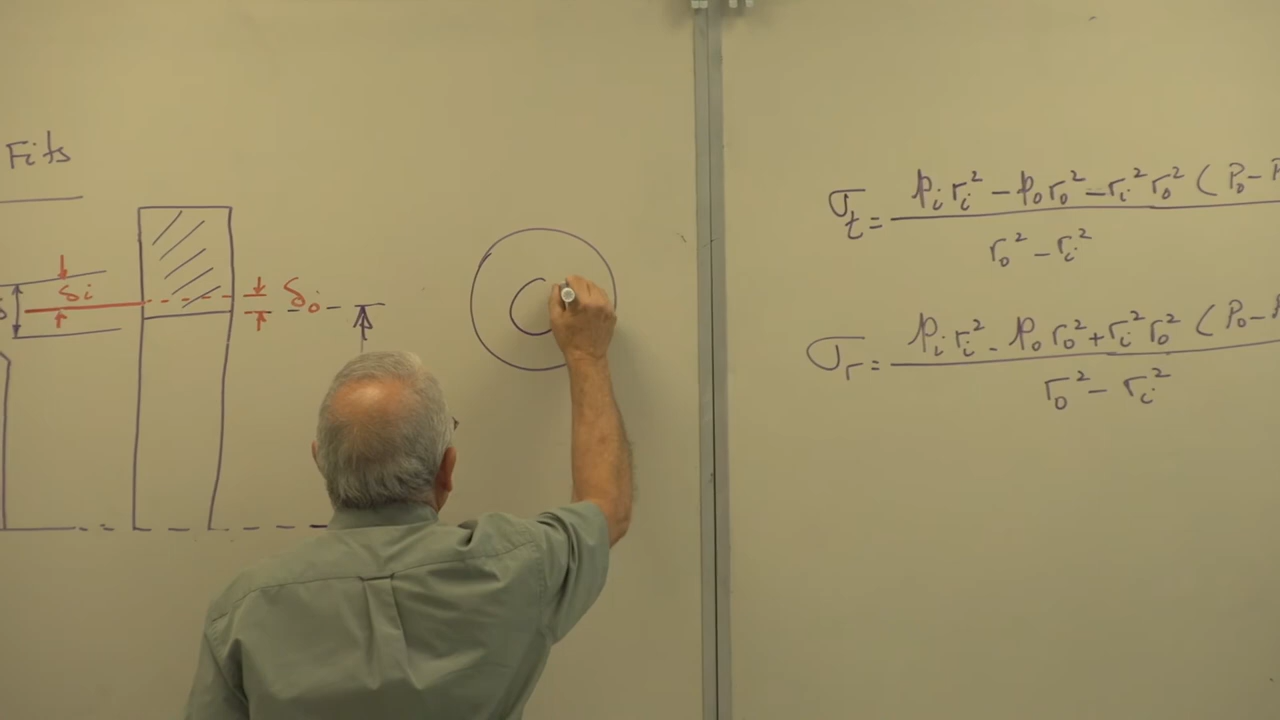 Fits
δi
δo
σt = pi ri² - po ro² - ri² ro² (Po -
ro² - ri²
σr = Pi ri² - Po ro² + ri² ro² (Po -
ro² - ri²